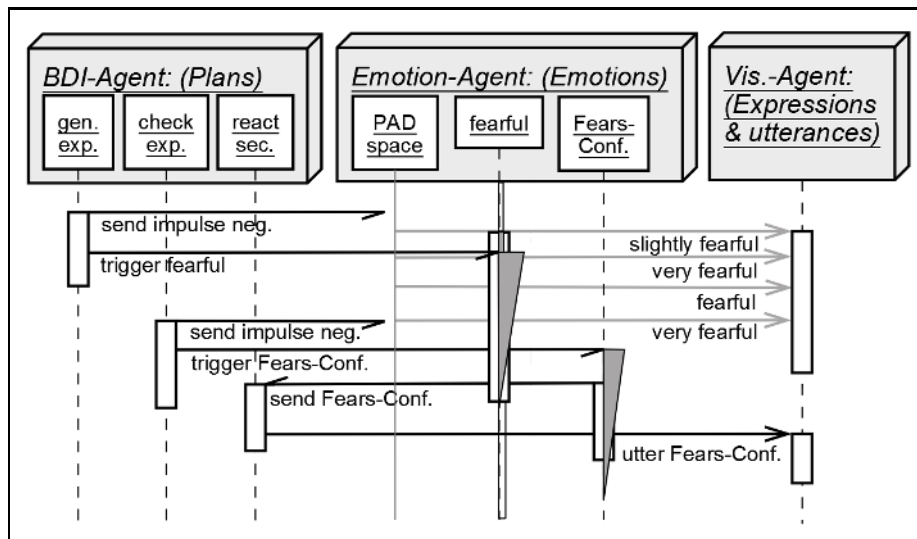 BDI-Agent: (Plans)
gen.
exp.
check
exp.
react
sec.
Emotion-Agent: (Emotions)
PAD
space
fearful
Fears-
Conf.
Vis.-Agent:
(Expressions
& utterances)
send impulse neg.
slightly fearful
trigger fearful
very fearful
fearful
send impulse neg.
very fearful
trigger Fears-Conf.
send Fears-Conf.
utter Fears-Conf.